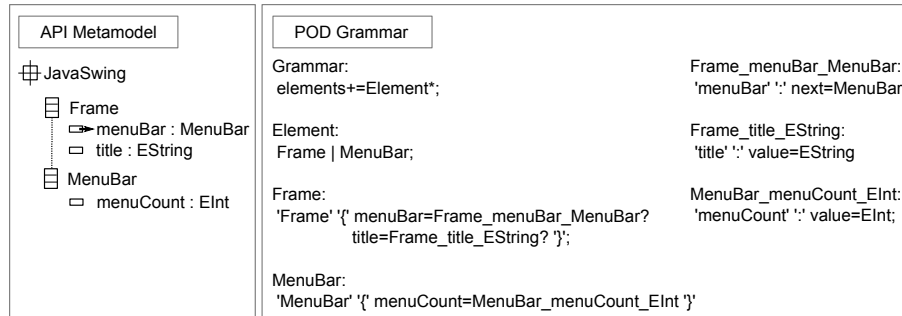 API Metamodel
JavaSwing
Frame
menuBar : MenuBar
title : EString
MenuBar
menuCount : EInt
POD Grammar
Grammar:
elements+=Element*;
Element:
Frame | MenuBar;
Frame:
'Frame' '{' menuBar=Frame_menuBar_MenuBar?
title=Frame_title_EString? '}';
MenuBar:
'MenuBar' '{' menuCount=MenuBar_menuCount_EInt '}'
Frame_menuBar_MenuBar:
'menuBar' ':' next=MenuBar
Frame_title_EString:
'title' ':' value=EString
MenuBar_menuCount_EInt:
'menuCount' ':' value=EInt;